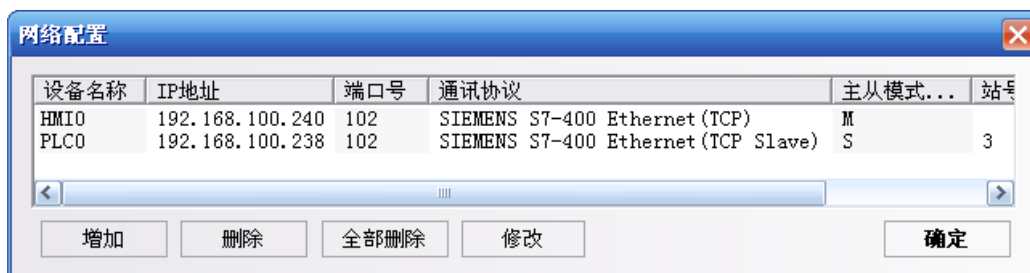 网络配置
设备名称 IP地址 端口号 通讯协议 主从模式... 站号
HMI0 192.168.100.240 102 SIEMENS S7-400 Ethernet(TCP) M
PLC0 192.168.100.238 102 SIEMENS S7-400 Ethernet(TCP Slave) S 3
增加 删除 全部删除 修改 确定